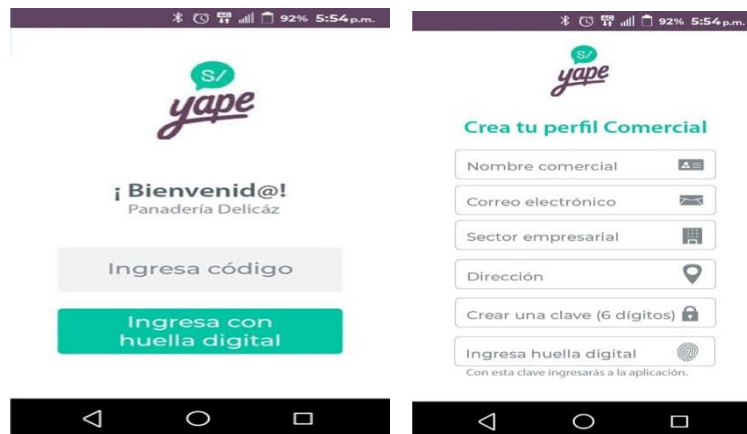 92% 5:54 p.m.
S/
yape
¡ Bienvenid@!
Panadería Delicáz
Ingresa código
Ingresa con
huella digital
92% 5:54 p.m.
S/
yape
Crea tu perfil Comercial
Nombre comercial
Correo electrónico
Sector empresarial
Dirección
Crear una clave (6 dígitos)
Ingresa huella digital
Con esta clave ingresarás a la aplicación.